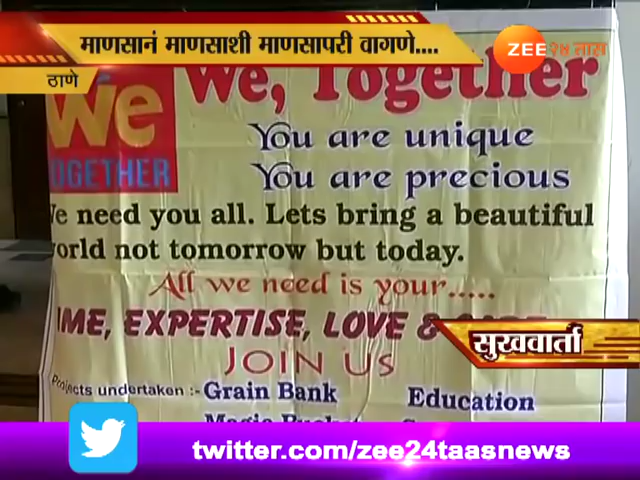 माणसानं माणसाशी माणसापरी वागणे....
ZEE २४ तास
ठाणे
We, Together
We
TOGETHER
You are unique
You are precious
We need you all. Lets bring a beautiful
world not tomorrow but today.
All we need is your.....
TIME, EXPERTISE, LOVE &
सुखवार्ता
JOIN US
Projects undertaken :- Grain Bank Education
twitter.com/zee24taasnews